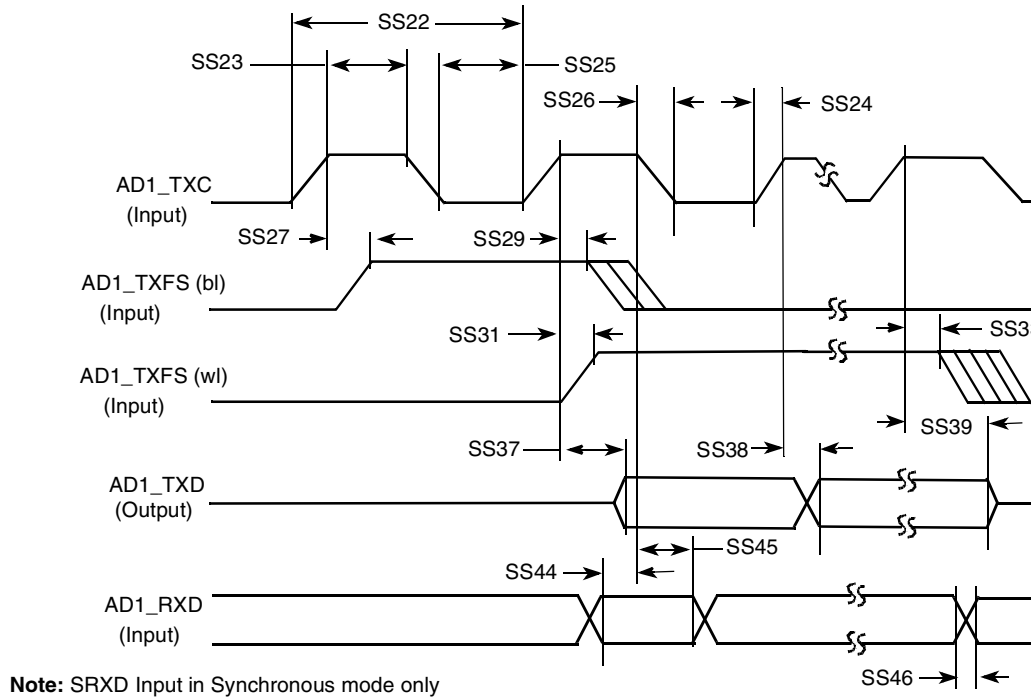 SS22
SS23
SS25
SS26
SS24
AD1_TXC
(Input)
SS27
SS29
AD1_TXFS (bl)
(Input)
SS31
SS3
AD1_TXFS (wl)
(Input)
SS39
SS37
SS38
AD1_TXD
(Output)
SS45
SS44
AD1_RXD
(Input)
SS46
Note: SRXD Input in Synchronous mode only